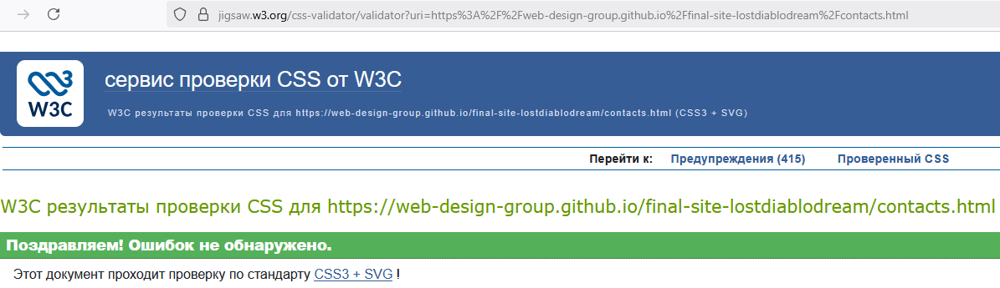 jigsaw.w3.org/css-validator/validator?uri=https%3A%2F%2Fweb-design-group.github.io%2Ffinal-site-lostdiablodream%2Fcontacts.html
W3C
сервис проверки CSS от W3C
W3C результаты проверки CSS для https://web-design-group.github.io/final-site-lostdiablodream/contacts.html (CSS3 + SVG)
Перейти к: Предупреждения (415) Проверенный CSS
W3C результаты проверки CSS для https://web-design-group.github.io/final-site-lostdiablodream/contacts.html
Поздравляем! Ошибок не обнаружено.
Этот документ проходит проверку по стандарту CSS3 + SVG !